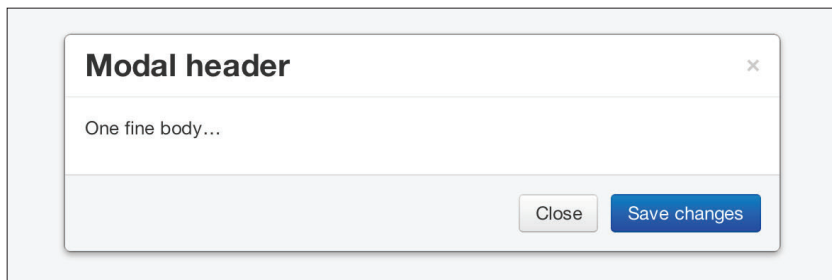 Modal header ×
One fine body…
Close Save changes